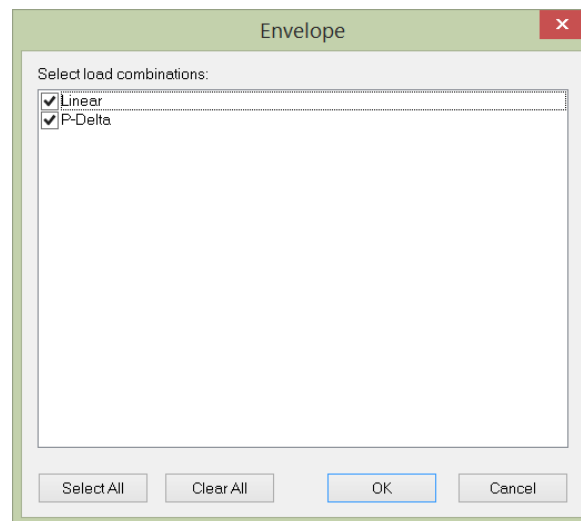 Envelope
Select load combinations:
Linear
P-Delta
Select All Clear All OK Cancel